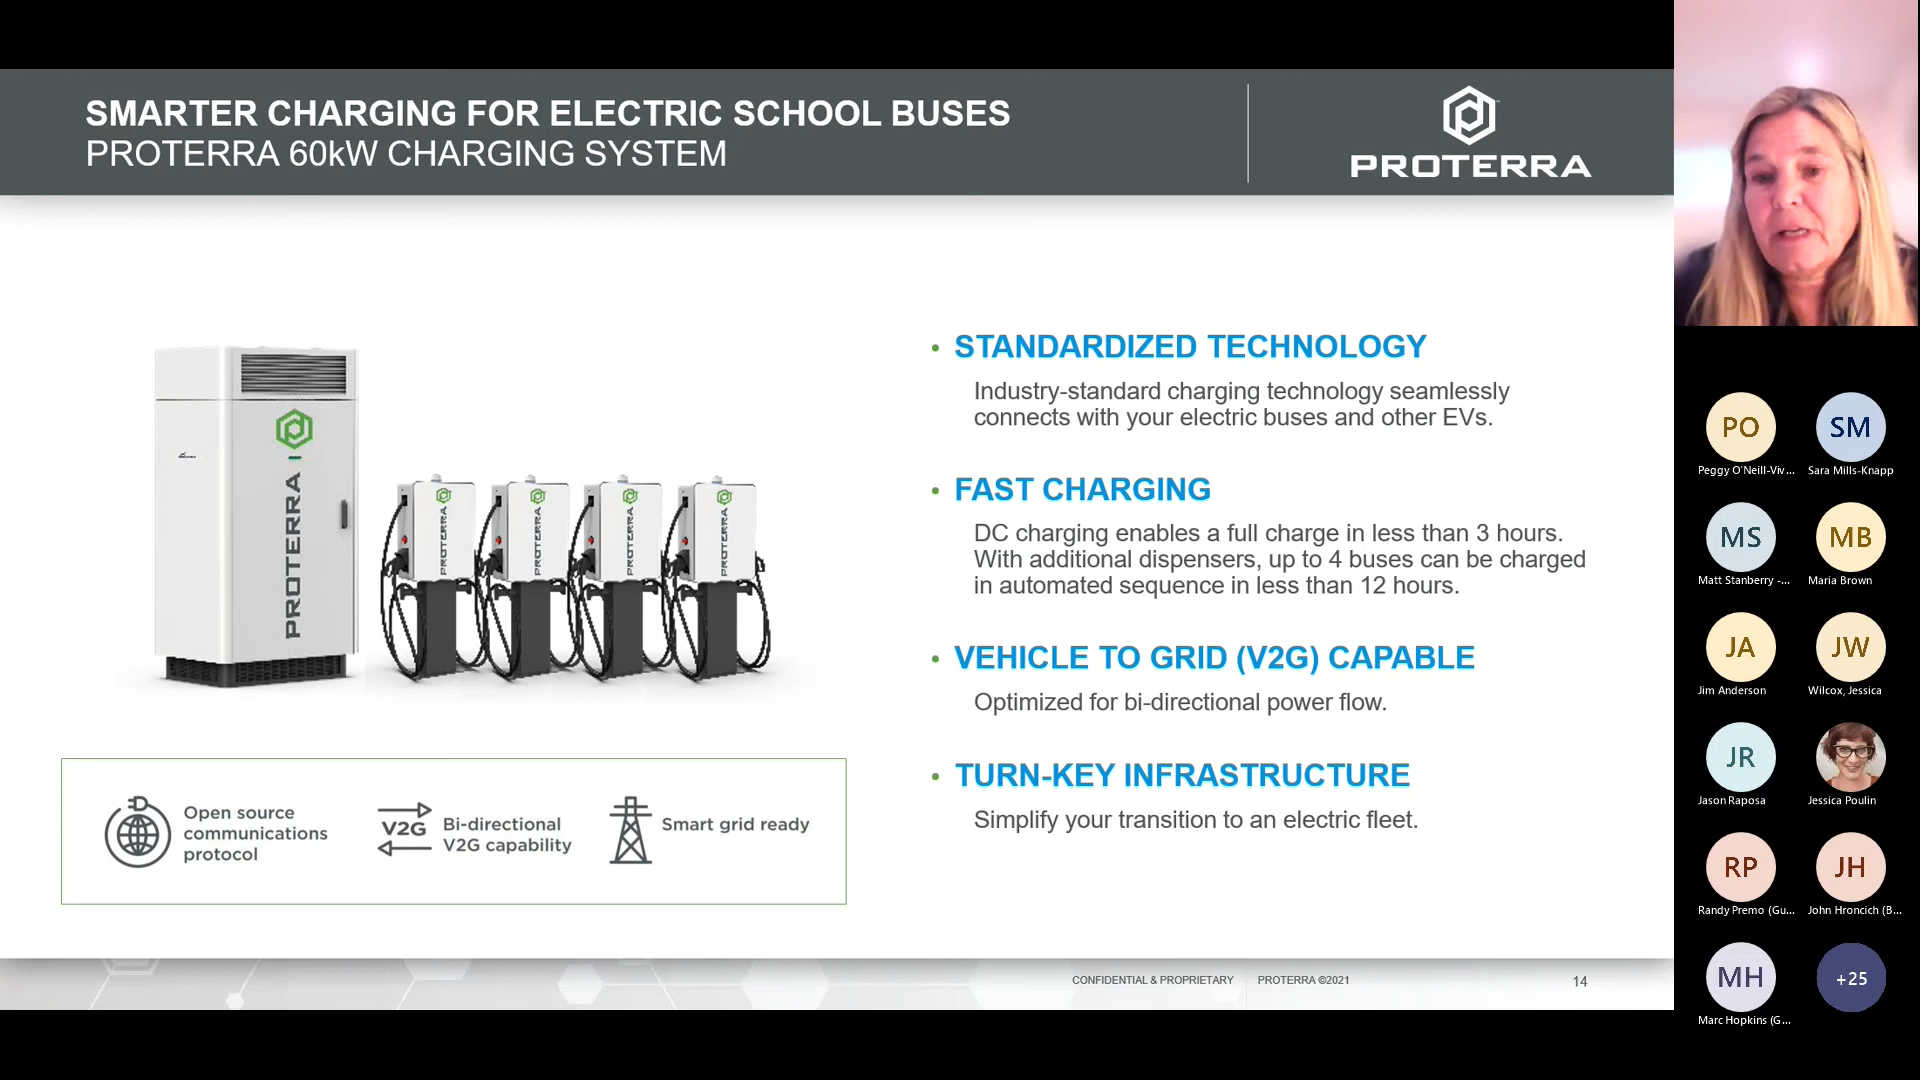 SMARTER CHARGING FOR ELECTRIC SCHOOL BUSES
PROTERRA 60kW CHARGING SYSTEM
PROTERRA
PROTERRA
PROTERRA
PROTERRA
PROTERRA
PROTERRA
Open source
communications
protocol
V2G
Bi-directional
V2G capability
Smart grid ready
• STANDARDIZED TECHNOLOGY
Industry-standard charging technology seamlessly
connects with your electric buses and other EVs.
• FAST CHARGING
DC charging enables a full charge in less than 3 hours.
With additional dispensers, up to 4 buses can be charged
in automated sequence in less than 12 hours.
• VEHICLE TO GRID (V2G) CAPABLE
Optimized for bi-directional power flow.
• TURN-KEY INFRASTRUCTURE
Simplify your transition to an electric fleet.
CONFIDENTIAL & PROPRIETARY
PROTERRA ©2021
14
PO
Peggy O'Neill-Viv...
SM
Sara Mills-Knapp
MS
Matt Stanberry -...
MB
Maria Brown
JA
Jim Anderson
JW
Wilcox, Jessica
JR
Jason Raposa
Jessica Poulin
RP
Randy Premo (Gu...
JH
John Hroncich (B...
MH
Marc Hopkins (G...
+25